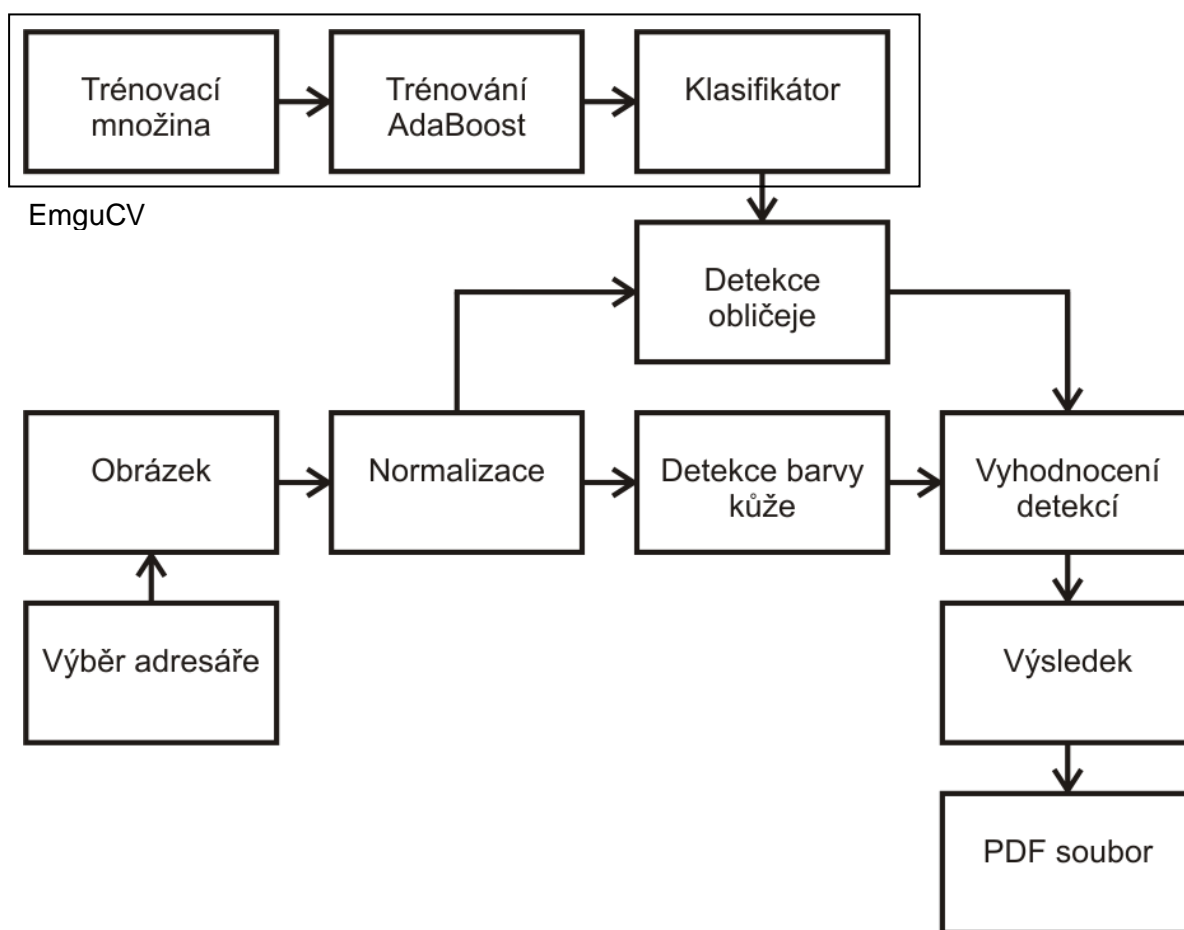 Trénovací
množina
Trénování
AdaBoost
Klasifikátor
EmguCV
Detekce
obličeje
Obrázek
Normalizace
Detekce barvy
kůže
Vyhodnocení
detekcí
Výběr adresáře
Výsledek
PDF soubor